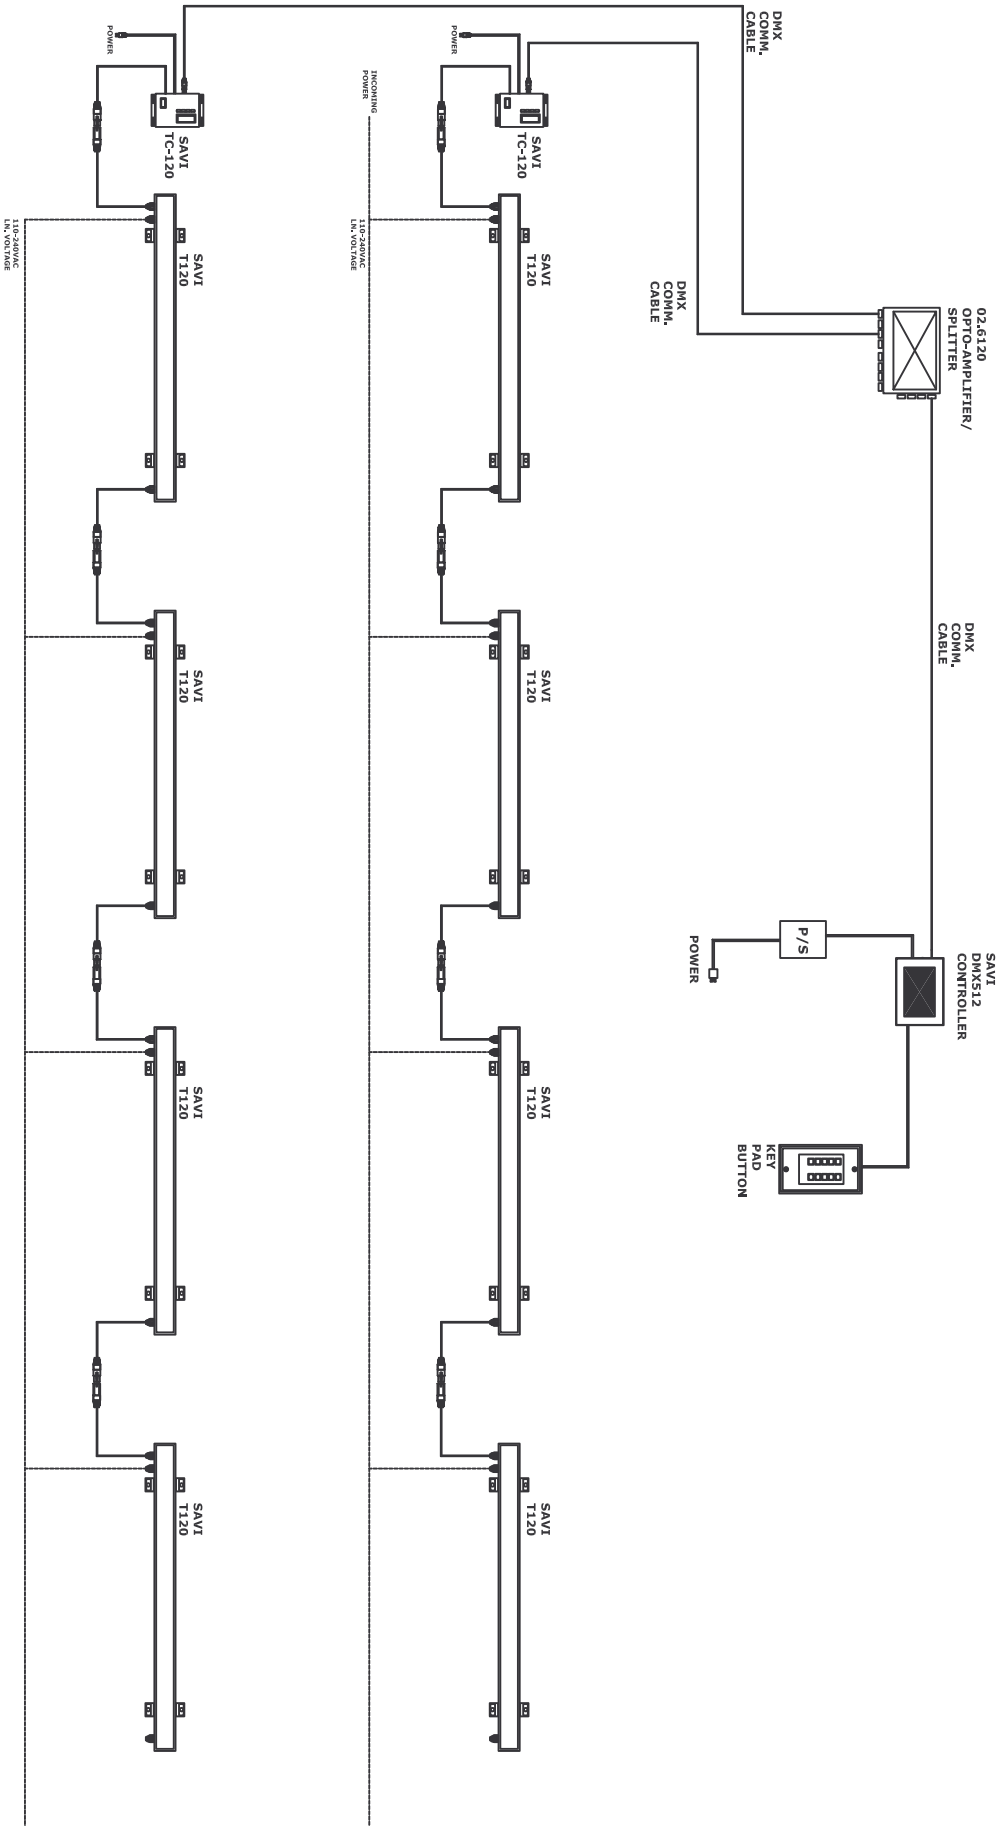 SAVI
DMX512
CONTROLLER
02.6120
OPTO-AMPLIFIER/
SPLITTER
DMX
COMM.
CABLE
P/S
POWER
KEY
PAD
BUTTON
DMX
COMM.
CABLE
DMX
COMM.
CABLE
POWER
SAVI
TC-120
INCOMING
POWER
110-240VAC
LN. VOLTAGE
SAVI
T120
SAVI
T120
SAVI
T120
SAVI
T120
POWER
SAVI
TC-120
110-240VAC
LN. VOLTAGE
SAVI
T120
SAVI
T120
SAVI
T120
SAVI
T120